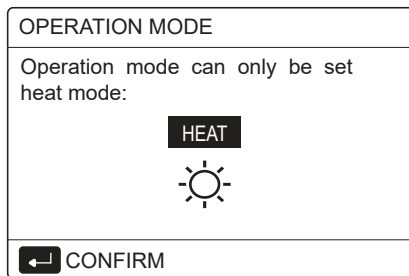 OPERATION MODE
Operation mode can only be set
heat mode:
HEAT
CONFIRM